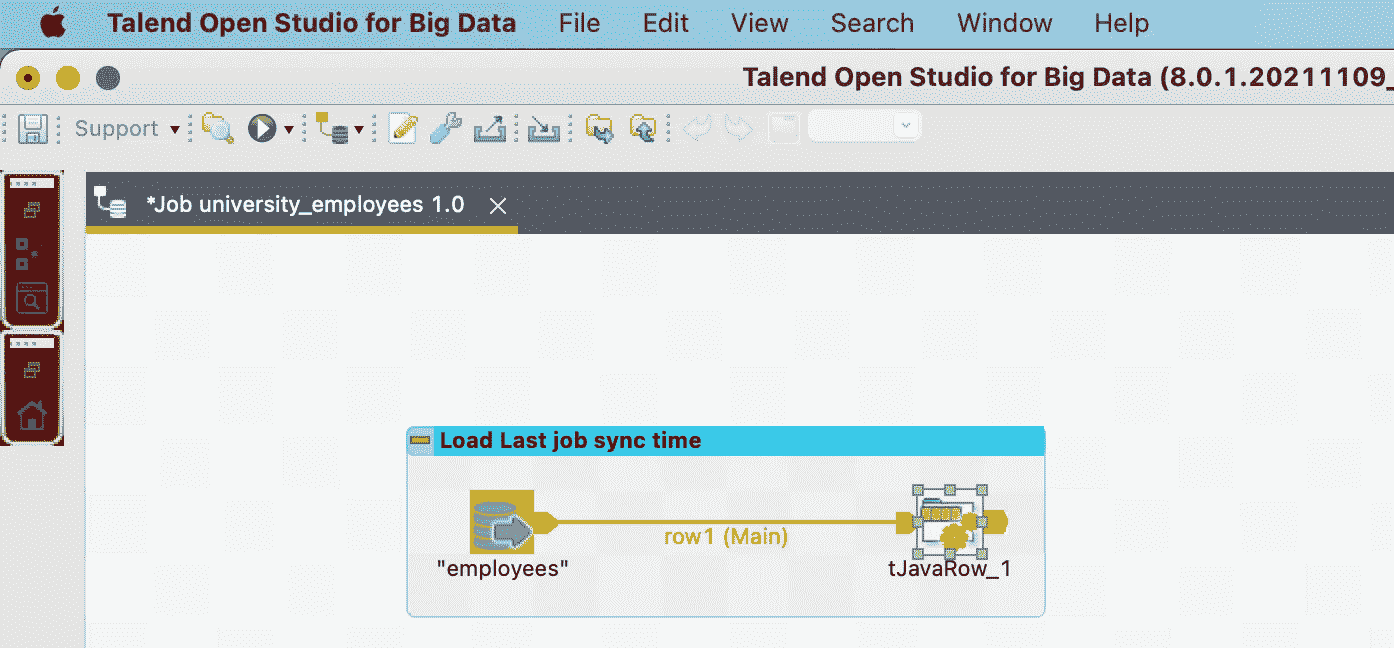 Talend Open Studio for Big Data File Edit View Search Window Help
Talend Open Studio for Big Data (8.0.1.20211109_
Support
*Job university_employees 1.0
Load Last job sync time
row1 (Main)
"employees"
tJavaRow_1